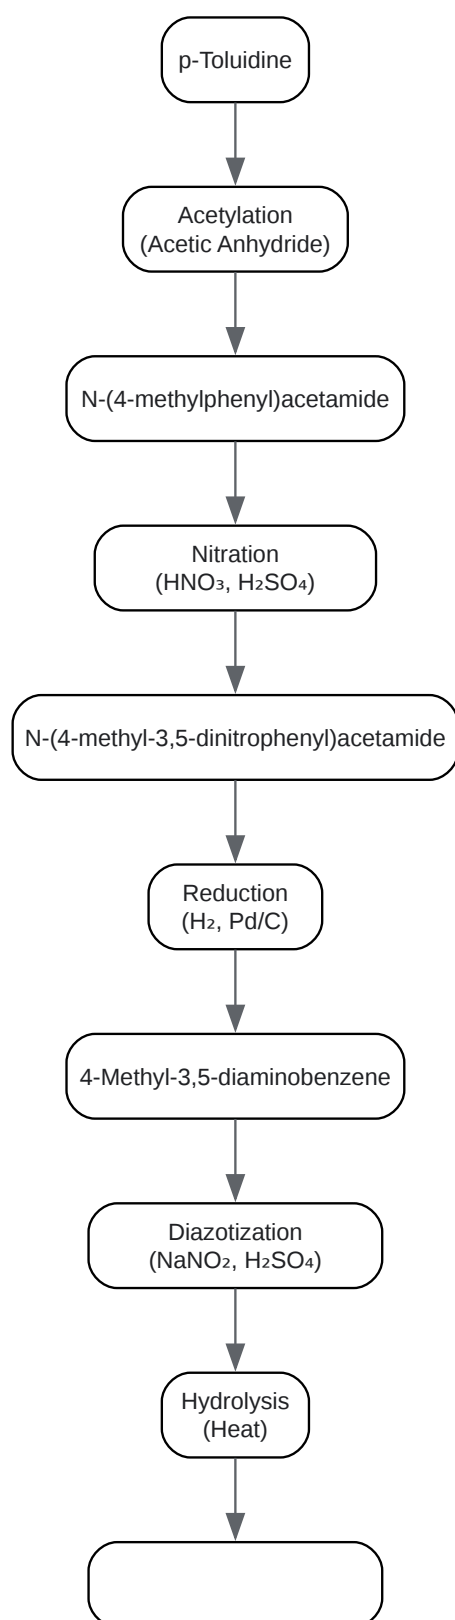 p-Toluidine
Acetylation
(Acetic Anhydride)
N-(4-methylphenyl)acetamide
Nitration
(HNO₃, H₂SO₄)
N-(4-methyl-3,5-dinitrophenyl)acetamide
Reduction
(H₂, Pd/C)
4-Methyl-3,5-diaminobenzene
Diazotization
(NaNO₂, H₂SO₄)
Hydrolysis
(Heat)